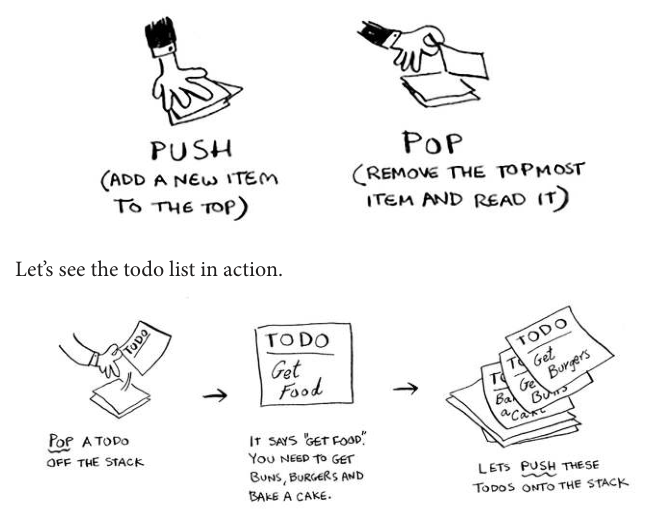 PUSH
(ADD A NEW ITEM
TO THE TOP)
POP
(REMOVE THE TOPMOST
ITEM AND READ IT)
Let's see the todo list in action.
TODO
POP A TODO
OFF THE STACK
TODO
Get
Food
IT SAYS "GET FOOD".
YOU NEED TO GET
BUNS, BURGERS AND
BAKE A CAKE.
TODO
Get
Burgers
T
Ge
Buns
T
Ba
a Cake
LETS PUSH THESE
TODOS ONTO THE STACK